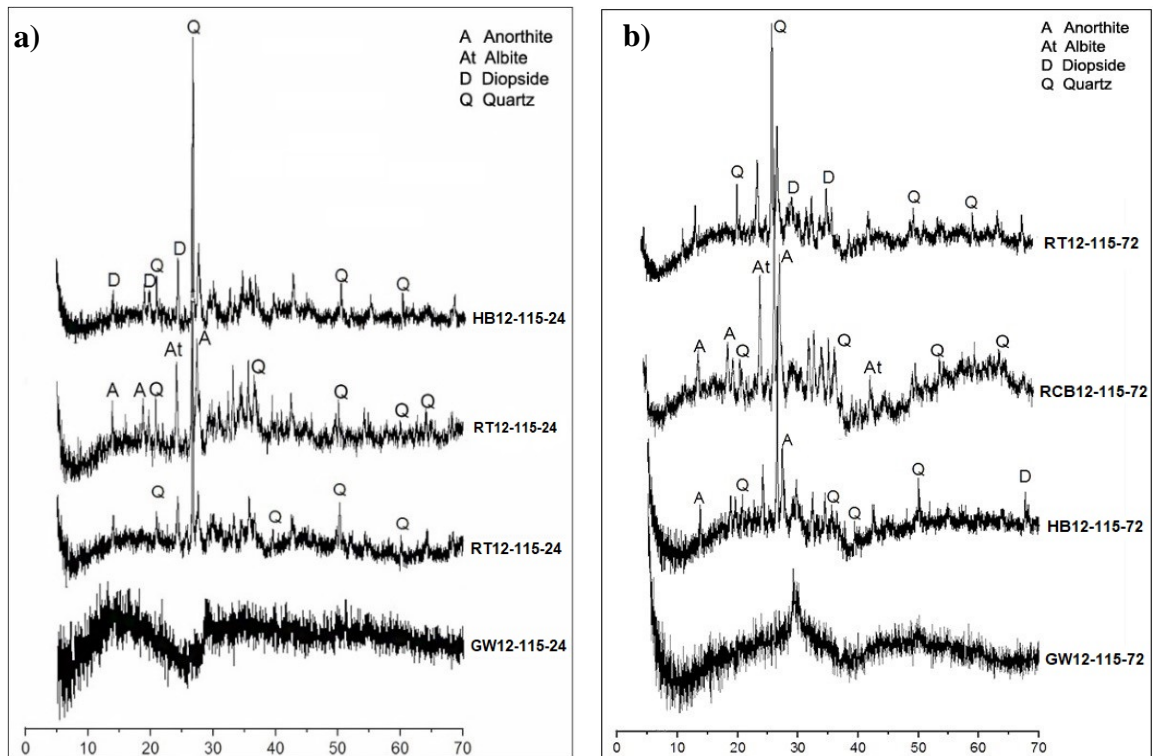 a)
A Anorthite
At Albite
D Diopside
Q Quartz
Q
D D Q D Q Q
HB12-115-24
At A
A A Q Q Q Q Q
RT12-115-24
Q Q Q Q
RT12-115-24
GW12-115-24
0 10 20 30 40 50 60 70
b)
A Anorthite
At Albite
D Diopside
Q Quartz
Q
Q D D Q Q
RT12-115-72
At A
A A Q Q At Q Q
RCB12-115-72
A
A Q Q Q Q D
HB12-115-72
GW12-115-72
0 10 20 30 40 50 60 70